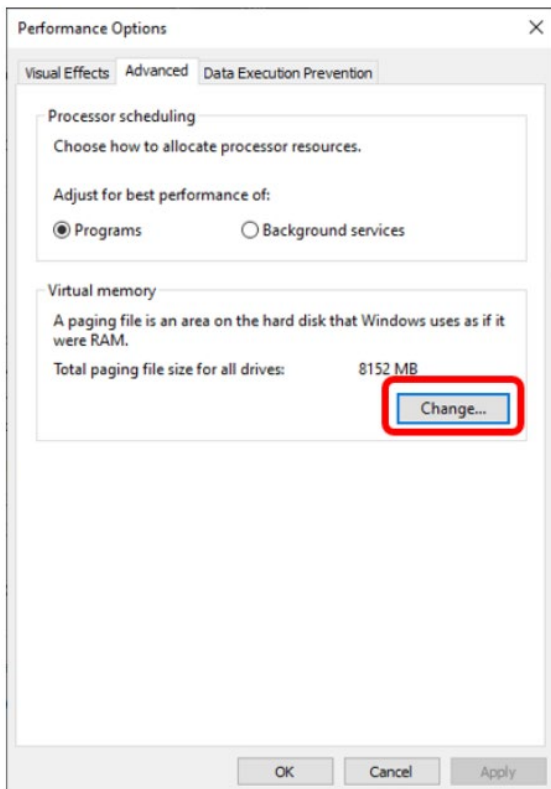 Performance Options
Visual Effects Advanced Data Execution Prevention
Processor scheduling
Choose how to allocate processor resources.
Adjust for best performance of:
Programs Background services
Virtual memory
A paging file is an area on the hard disk that Windows uses as if it
were RAM.
Total paging file size for all drives: 8152 MB
Change...
OK Cancel Apply